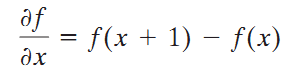 ∂f/∂x = f(x + 1) − f(x)